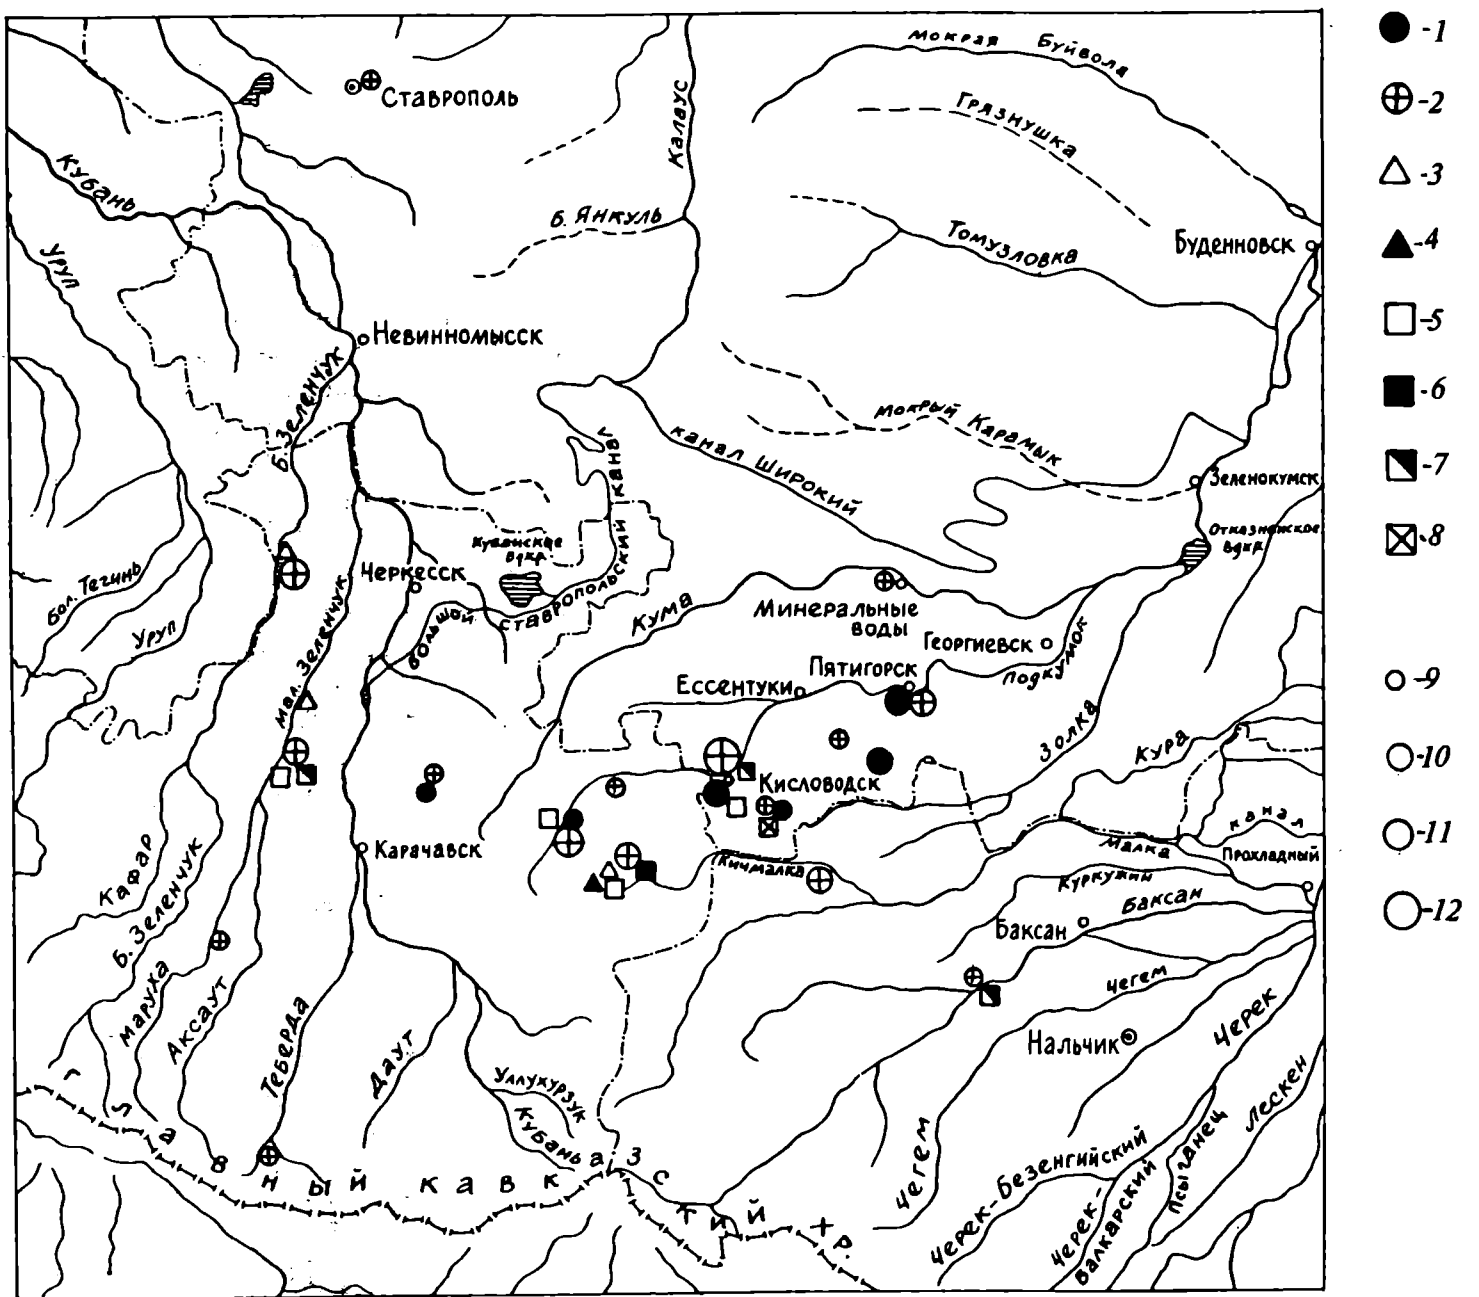 мокрая Буйвола
-1
Ставрополь
-2
Калаус
Грязнушка
-3
Кубань
Б. Янкуль
Томузловка
Буденновск
-4
Уруп
-5
Невинномысск
-6
Б. Зеленчук
мокрый Карамык
канал Широкий
-7
Зеленокумск
-8
Кубанское
вдхр.
Большой Ставропольский канал
Черкесск
Бол. Тегинь
Уруп
мал. Зеленчук
Кума
Минеральные
воды
Георгиевск
Подкумок
-9
Пятигорск
Ессентуки
Золка
Кура
-10
Кисловодск
канал
-11
Малка
Прохладный
Карачаевск
Кафар
Б. Зеленчук
Кичмалка
Куркужин
Баксан
Баксан
-12
маруха
Аксаут
Теберда
Даут
Чегем
Нальчик
Черек
Лескен
Уллухурзук
Кубань
Чегем
Черек-Безенгийский
Черек-
Балкарский
Псыганец
Главный Кавказский хр.